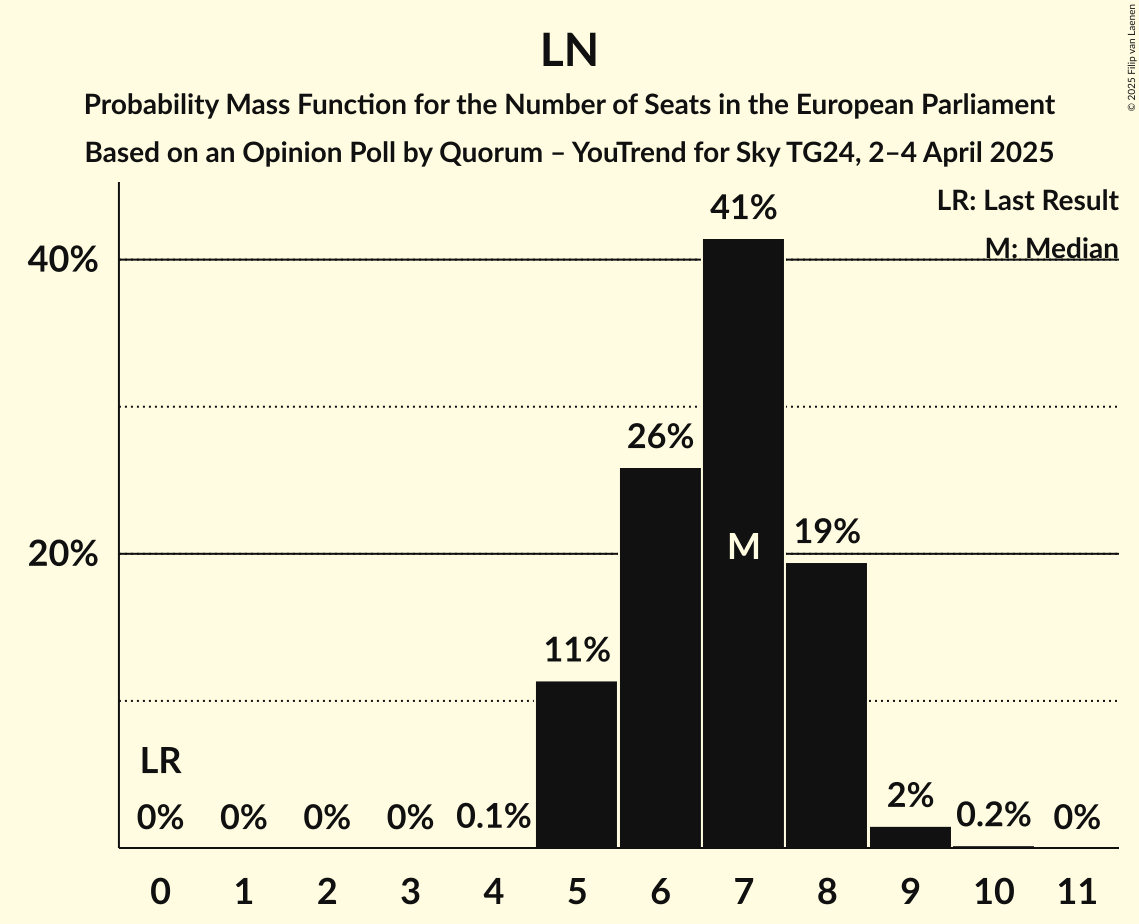 LN
Probability Mass Function for the Number of Seats in the European Parliament
Based on an Opinion Poll by Quorum – YouTrend for Sky TG24, 2–4 April 2025
© 2025 Filip van Laenen
LR: Last Result
M: Median
41%
40%
26%
M
19%
20%
11%
LR
0% 0% 0% 0% 0.1% 2% 0.2% 0%
0 1 2 3 4 5 6 7 8 9 10 11